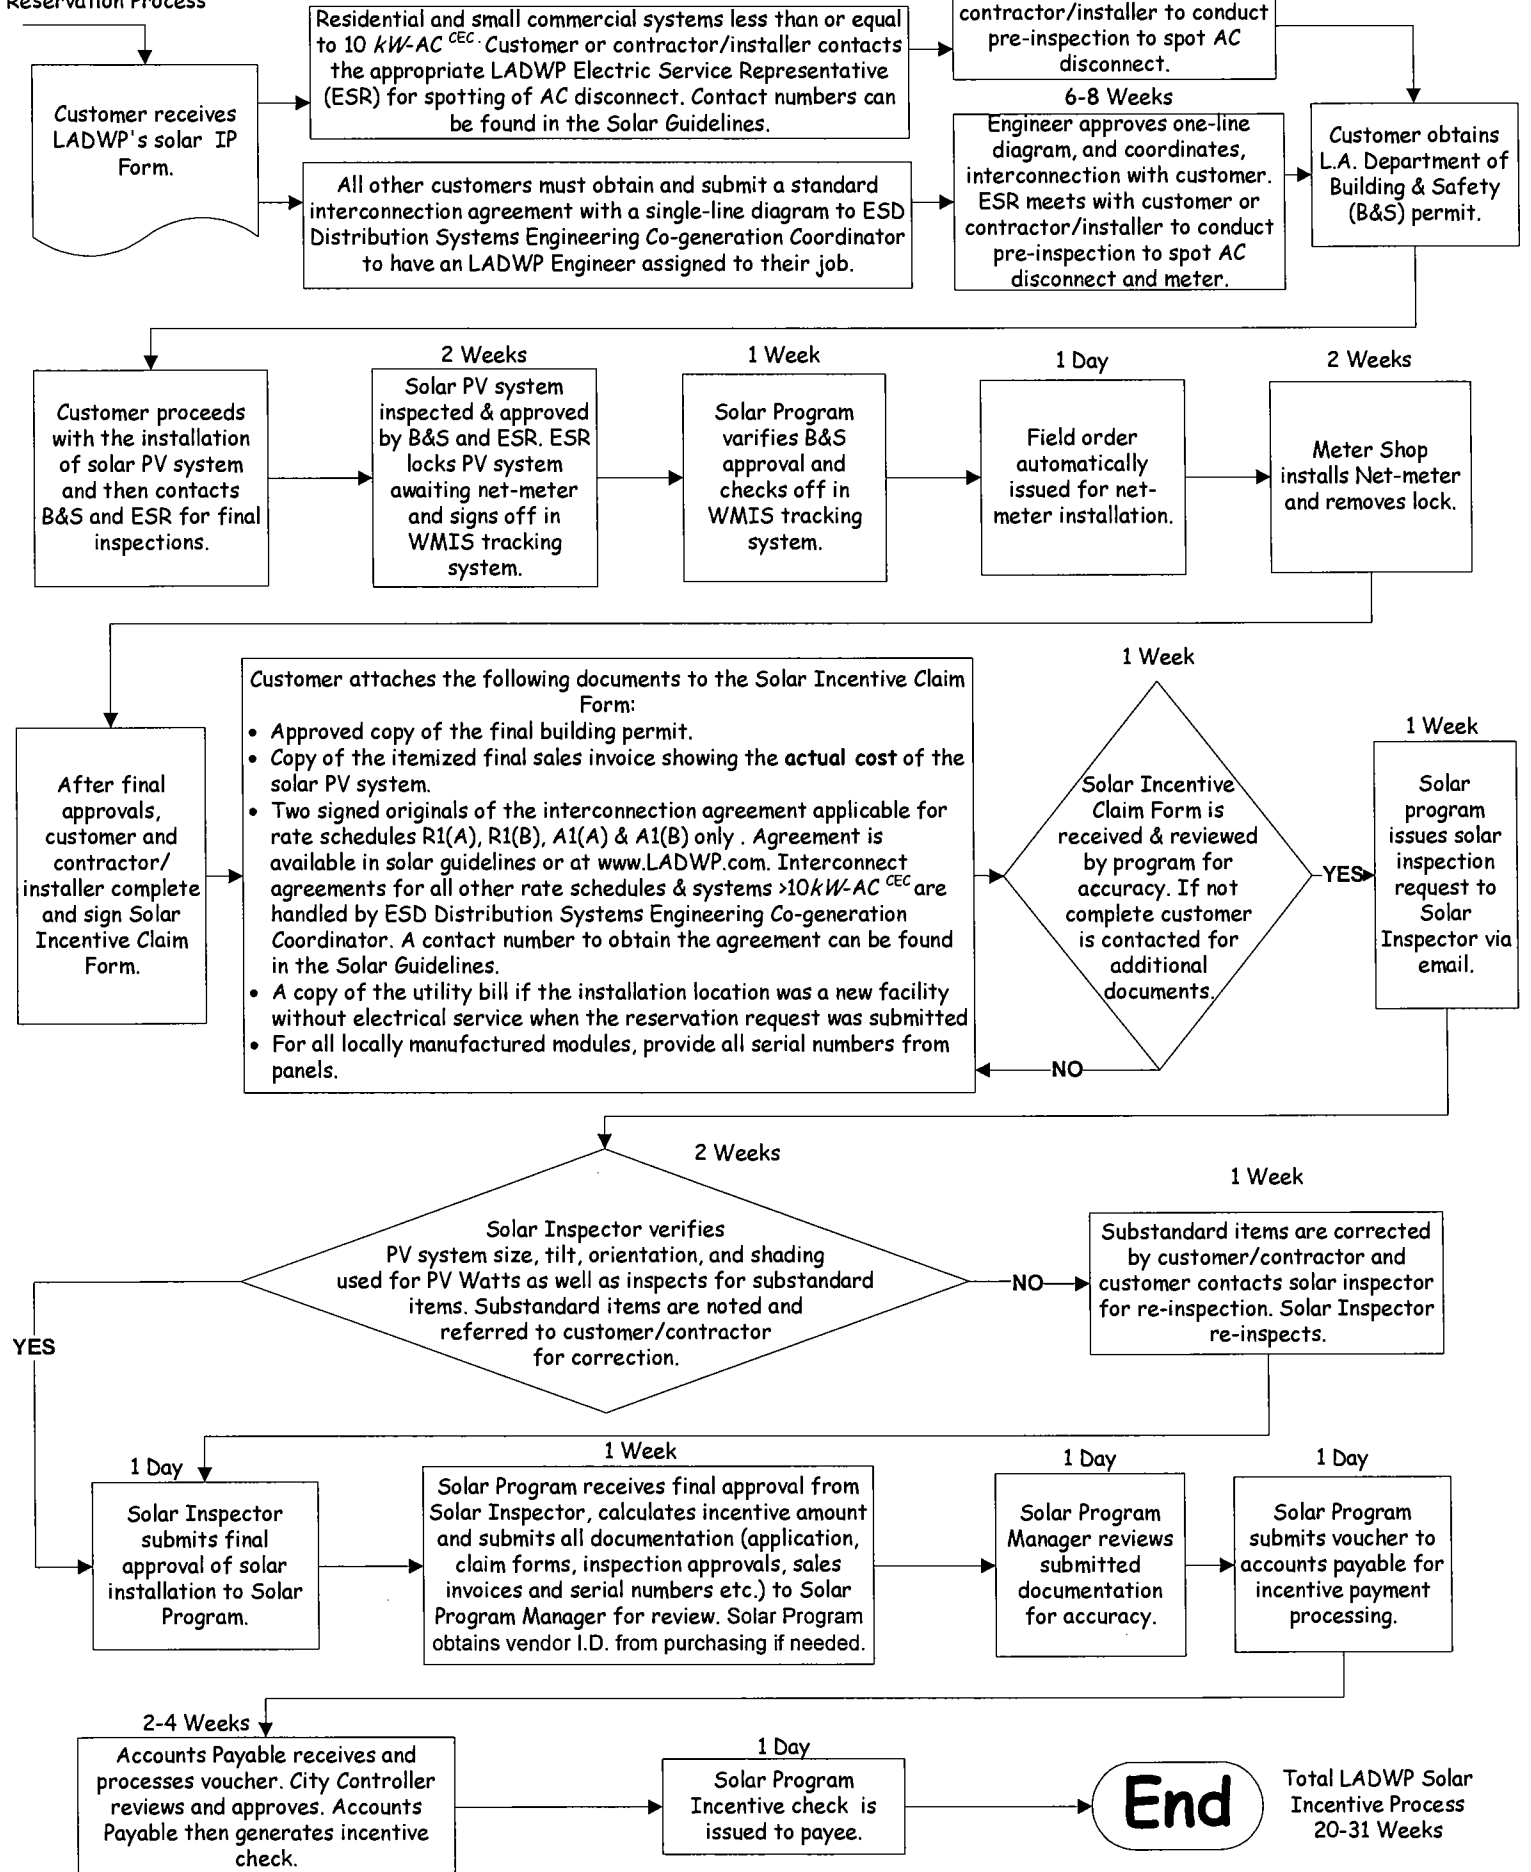 Reservation Process
Residential and small commercial systems less than or equal
to 10 kW-AC CEC. Customer or contractor/installer contacts
the appropriate LADWP Electric Service Representative
(ESR) for spotting of AC disconnect. Contact numbers can
be found in the Solar Guidelines.
contractor/installer to conduct
pre-inspection to spot AC
disconnect.
Customer receives
LADWP's solar IP
Form.
All other customers must obtain and submit a standard
interconnection agreement with a single-line diagram to ESD
Distribution Systems Engineering Co-generation Coordinator
to have an LADWP Engineer assigned to their job.
6-8 Weeks
Engineer approves one-line
diagram, and coordinates,
interconnection with customer.
ESR meets with customer or
contractor/installer to conduct
pre-inspection to spot AC
disconnect and meter.
Customer obtains
L.A. Department of
Building & Safety
(B&S) permit.
Customer proceeds
with the installation
of solar PV system
and then contacts
B&S and ESR for final
inspections.
2 Weeks
Solar PV system
inspected & approved
by B&S and ESR. ESR
locks PV system
awaiting net-meter
and signs off in
WMIS tracking
system.
1 Week
Solar Program
varifies B&S
approval and
checks off in
WMIS tracking
system.
1 Day
Field order
automatically
issued for net-
meter installation.
2 Weeks
Meter Shop
installs Net-meter
and removes lock.
After final
approvals,
customer and
contractor/
installer complete
and sign Solar
Incentive Claim
Form.
Customer attaches the following documents to the Solar Incentive Claim
Form:
• Approved copy of the final building permit.
• Copy of the itemized final sales invoice showing the actual cost of the
solar PV system.
• Two signed originals of the interconnection agreement applicable for
rate schedules R1(A), R1(B), A1(A) & A1(B) only . Agreement is
available in solar guidelines or at www.LADWP.com. Interconnect
agreements for all other rate schedules & systems >10kW-AC CEC are
handled by ESD Distribution Systems Engineering Co-generation
Coordinator. A contact number to obtain the agreement can be found
in the Solar Guidelines.
• A copy of the utility bill if the installation location was a new facility
without electrical service when the reservation request was submitted
• For all locally manufactured modules, provide all serial numbers from
panels.
1 Week
Solar Incentive
Claim Form is
received & reviewed
by program for
accuracy. If not
complete customer
is contacted for
additional
documents.
YES
NO
1 Week
Solar
program
issues solar
inspection
request to
Solar
Inspector via
email.
2 Weeks
Solar Inspector verifies
PV system size, tilt, orientation, and shading
used for PV Watts as well as inspects for substandard
items. Substandard items are noted and
referred to customer/contractor
for correction.
NO
YES
1 Week
Substandard items are corrected
by customer/contractor and
customer contacts solar inspector
for re-inspection. Solar Inspector
re-inspects.
1 Day
Solar Inspector
submits final
approval of solar
installation to Solar
Program.
1 Week
Solar Program receives final approval from
Solar Inspector, calculates incentive amount
and submits all documentation (application,
claim forms, inspection approvals, sales
invoices and serial numbers etc.) to Solar
Program Manager for review. Solar Program
obtains vendor I.D. from purchasing if needed.
1 Day
Solar Program
Manager reviews
submitted
documentation
for accuracy.
1 Day
Solar Program
submits voucher to
accounts payable for
incentive payment
processing.
2-4 Weeks
Accounts Payable receives and
processes voucher. City Controller
reviews and approves. Accounts
Payable then generates incentive
check.
1 Day
Solar Program
Incentive check is
issued to payee.
End
Total LADWP Solar
Incentive Process
20-31 Weeks